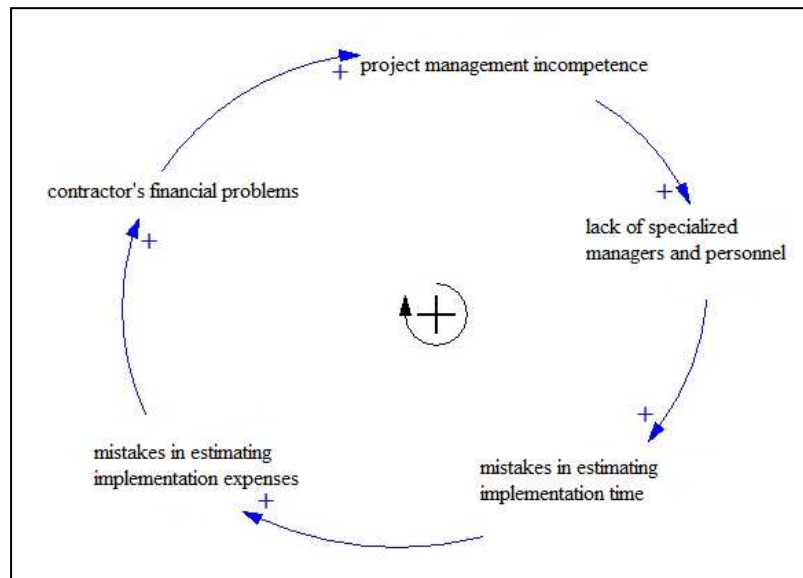 project management incompetence
+
contractor's financial problems
+
lack of specialized
managers and personnel
+
+
+
mistakes in estimating
implementation expenses
+
mistakes in estimating
implementation time